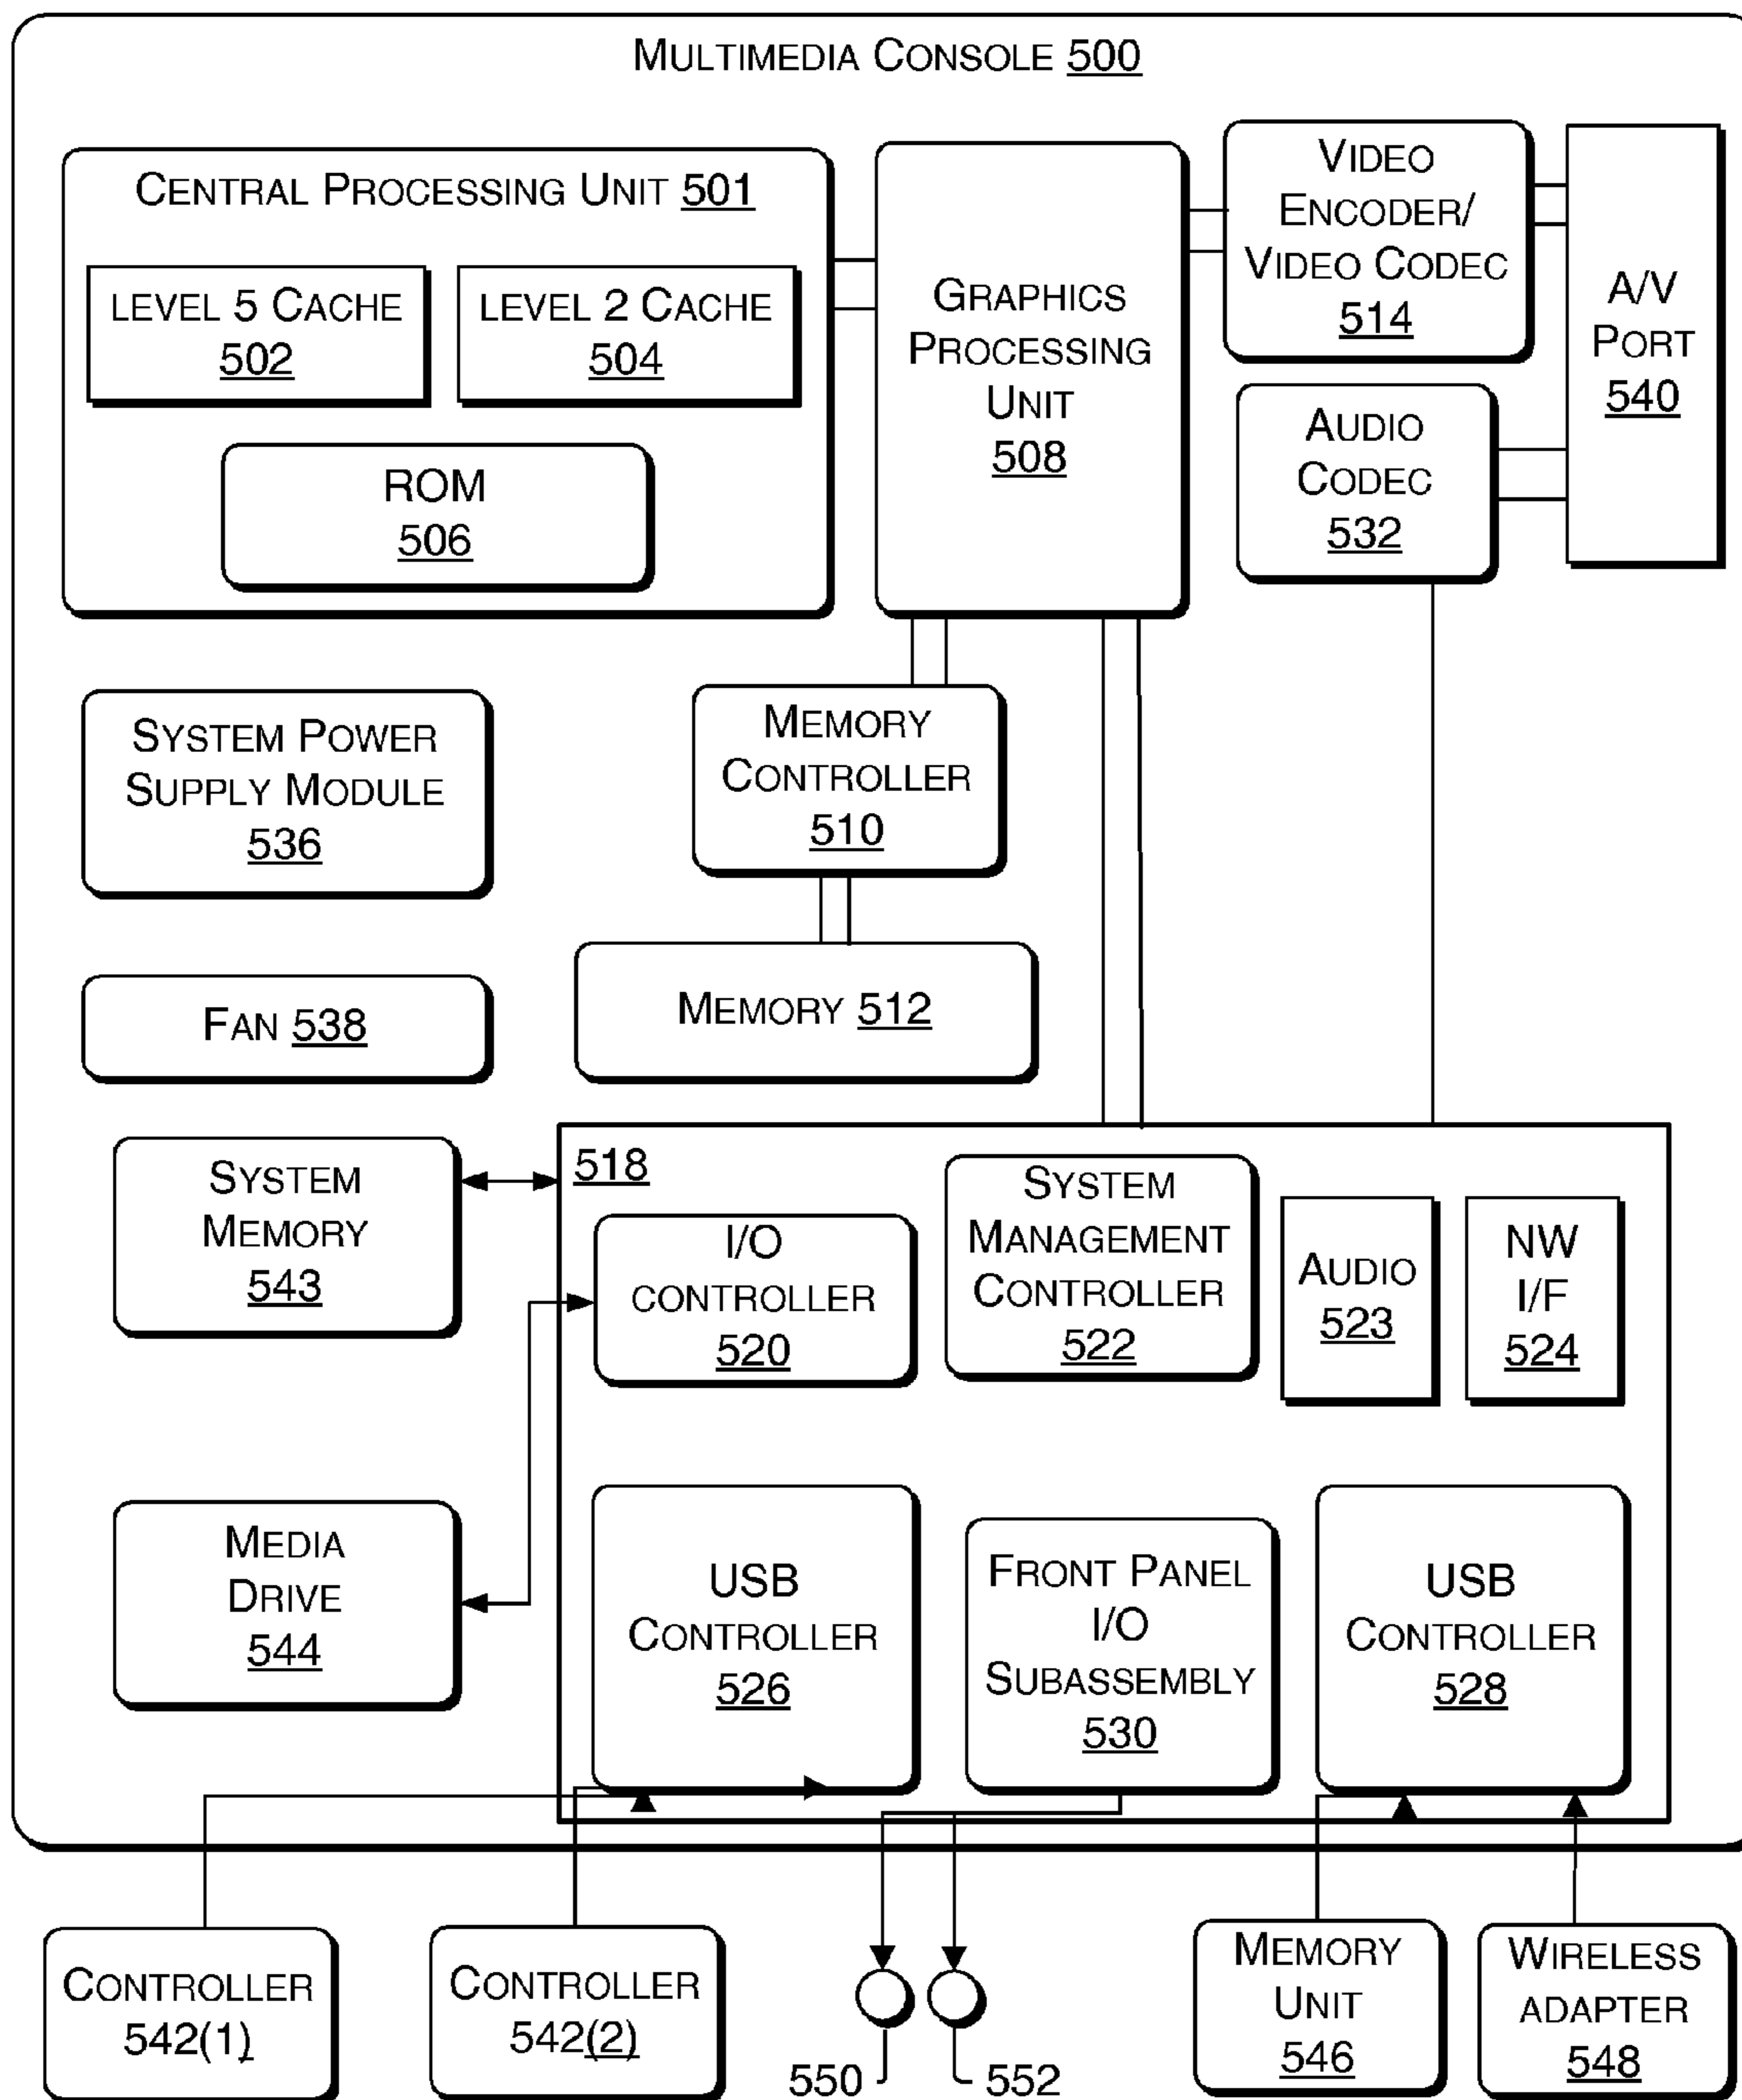 MULTIMEDIA CONSOLE 500
CENTRAL PROCESSING UNIT 501
LEVEL 5 CACHE
502
LEVEL 2 CACHE
504
ROM
506
GRAPHICS
PROCESSING
UNIT
508
VIDEO
ENCODER/
VIDEO CODEC
514
A/V
PORT
540
AUDIO
CODEC
532
SYSTEM POWER
SUPPLY MODULE
536
MEMORY
CONTROLLER
510
FAN 538
MEMORY 512
SYSTEM
MEMORY
543
518
I/O
CONTROLLER
520
SYSTEM
MANAGEMENT
CONTROLLER
522
AUDIO
523
NW
I/F
524
MEDIA
DRIVE
544
USB
CONTROLLER
526
FRONT PANEL
I/O
SUBASSEMBLY
530
USB
CONTROLLER
528
CONTROLLER
542(1)
CONTROLLER
542(2)
550
552
MEMORY
UNIT
546
WIRELESS
ADAPTER
548